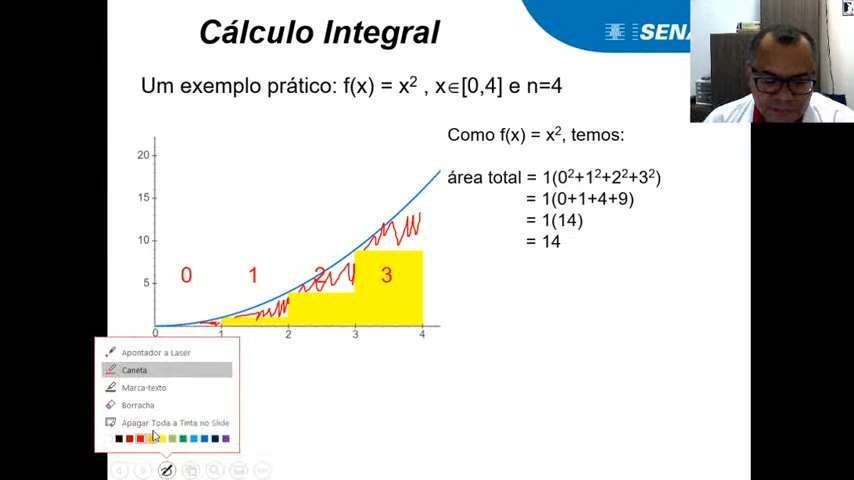 Cálculo Integral
SENA
Um exemplo prático: f(x) = x² , x∈[0,4] e n=4
Como f(x) = x², temos:
área total = 1(0²+1²+2²+3²)
= 1(0+1+4+9)
= 1(14)
= 14
20
15
10
5
0 1 2 3
0 1 2 3 4
Apontador a Laser
Caneta
Marca-texto
Borracha
Apagar Toda a Tinta no Slide